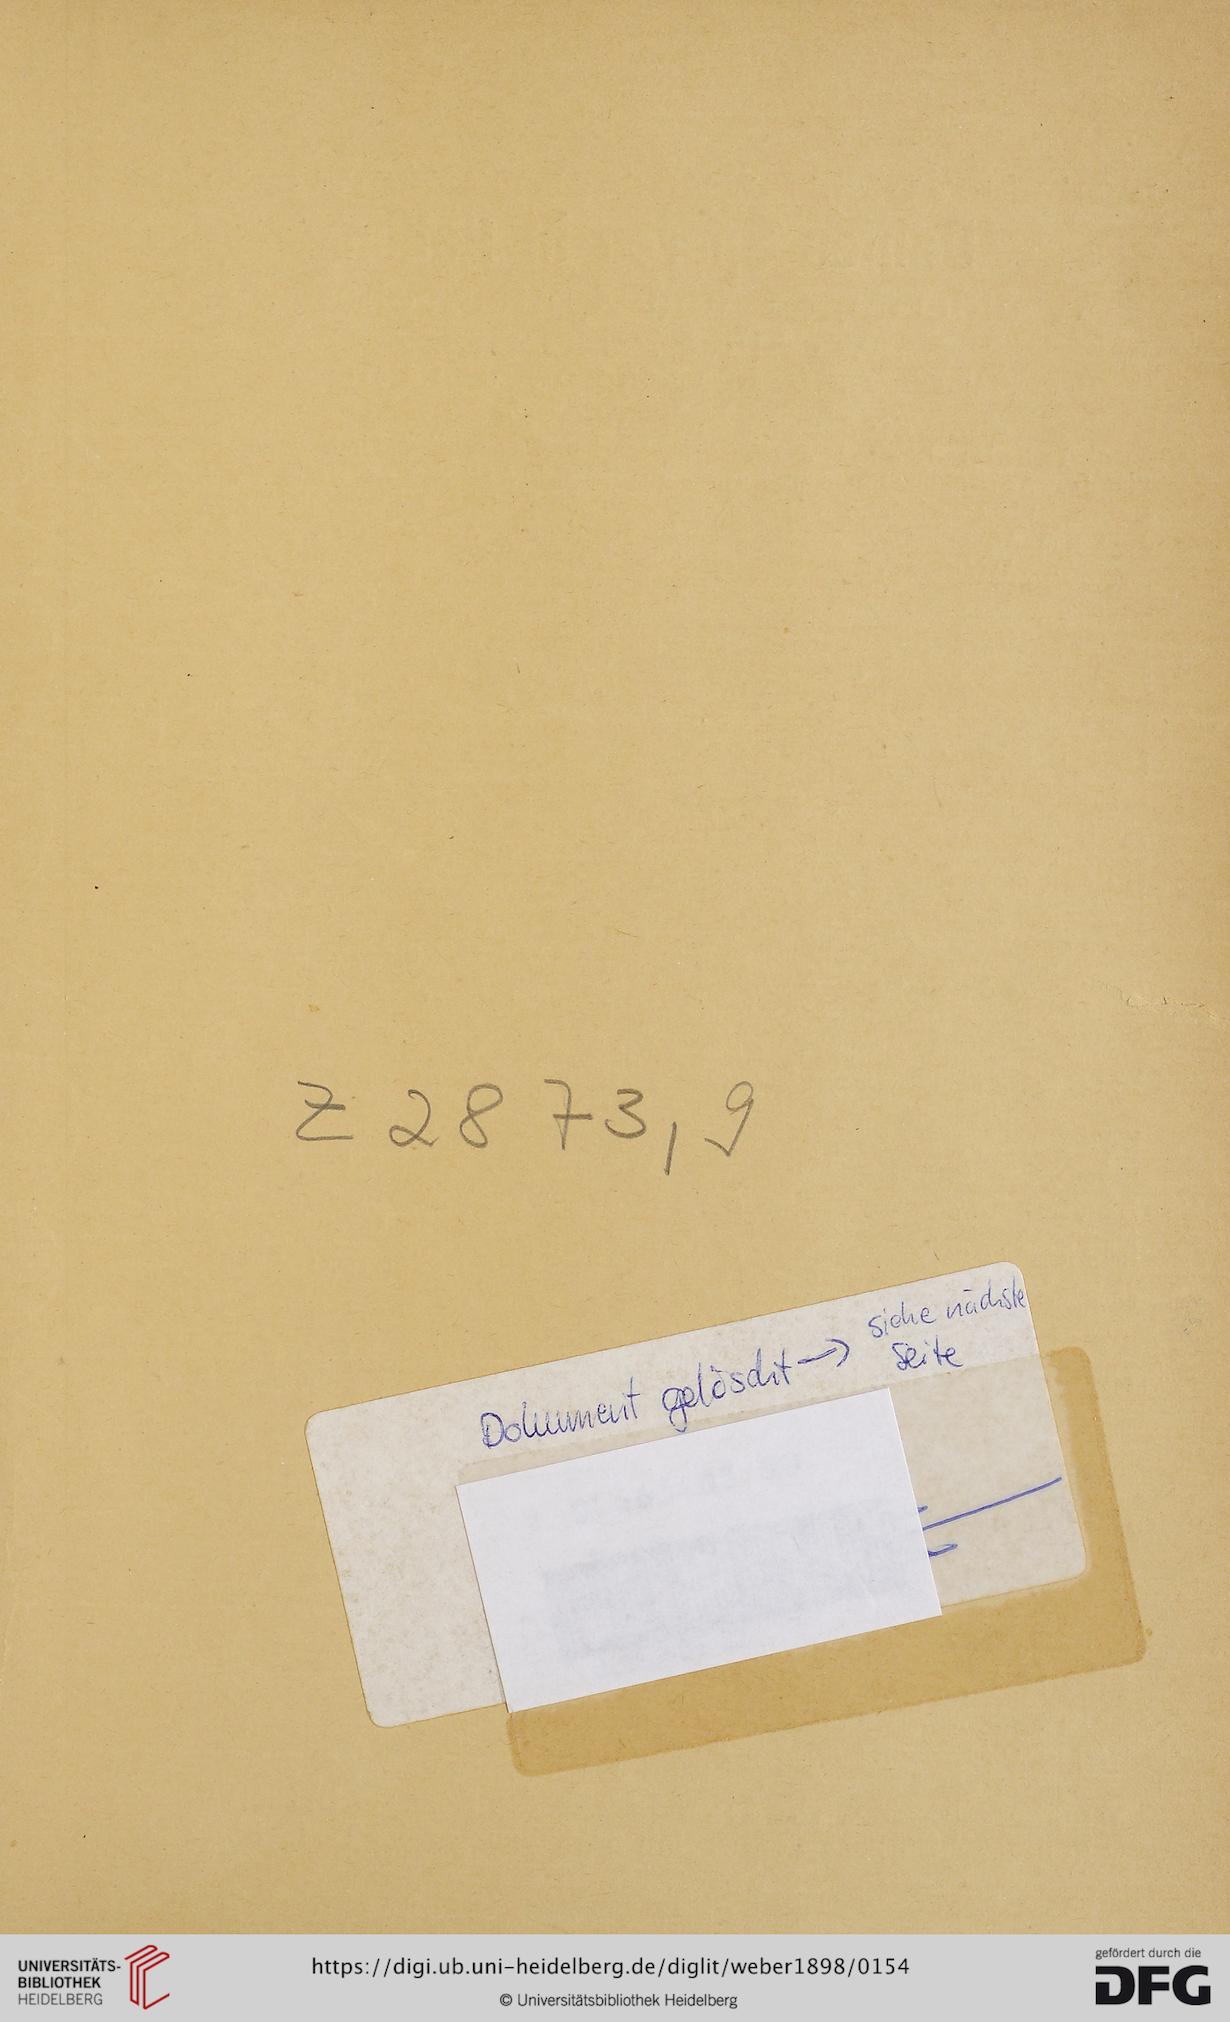 Z 2873,9
siehe nächste
Dokument gelöscht → Seite
UNIVERSITÄTS-
BIBLIOTHEK
HEIDELBERG
https://digi.ub.uni-heidelberg.de/diglit/weber1898/0154
© Universitätsbibliothek Heidelberg
gefördert durch die
DFG